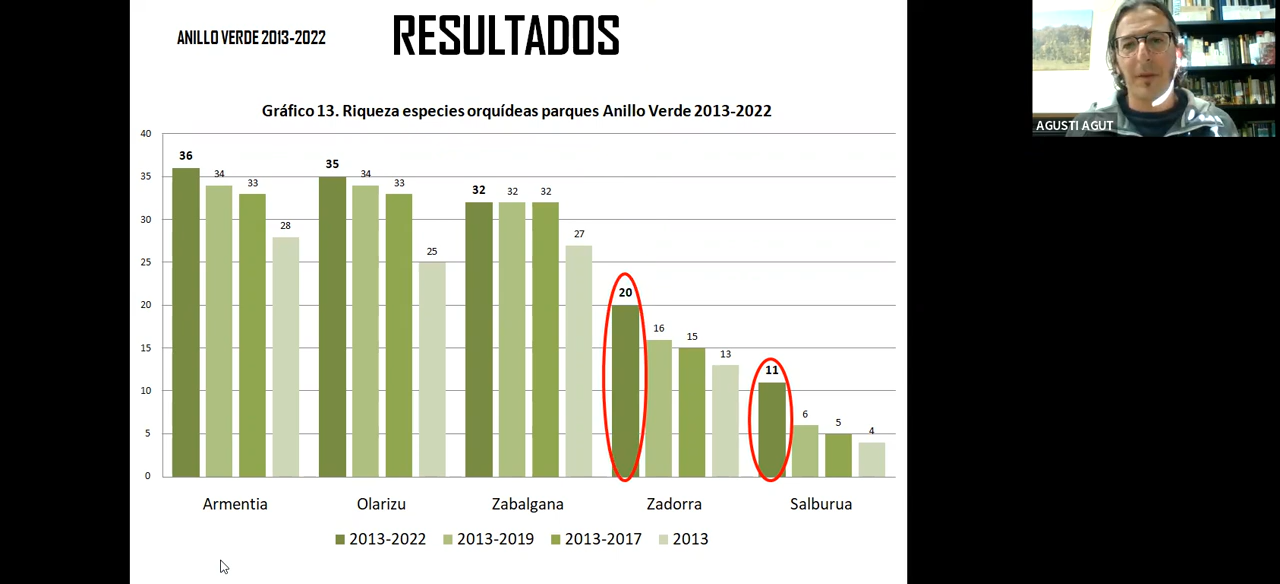 ANILLO VERDE 2013-2022
RESULTADOS
AGUSTI AGUT
Gráfico 13. Riqueza especies orquídeas parques Anillo Verde 2013-2022
40
35
30
25
20
15
10
5
0
36 34 33 28
35 34 33 25
32 32 32 27
20 16 15 13
11 6 5 4
Armentia Olarizu Zabalgana Zadorra Salburua
2013-2022 2013-2019 2013-2017 2013